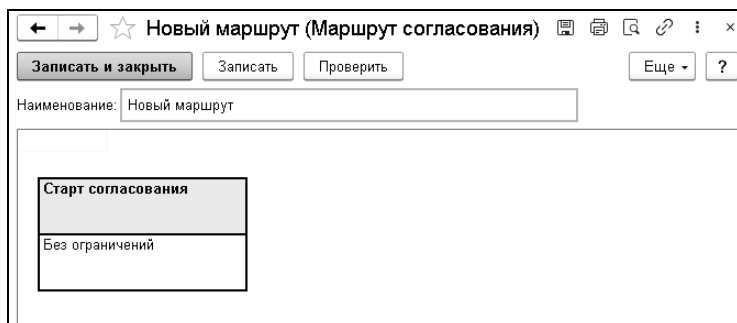 Новый маршрут (Маршрут согласования)
Записать и закрыть Записать Проверить Еще ?
Наименование: Новый маршрут
Старт согласования
Без ограничений